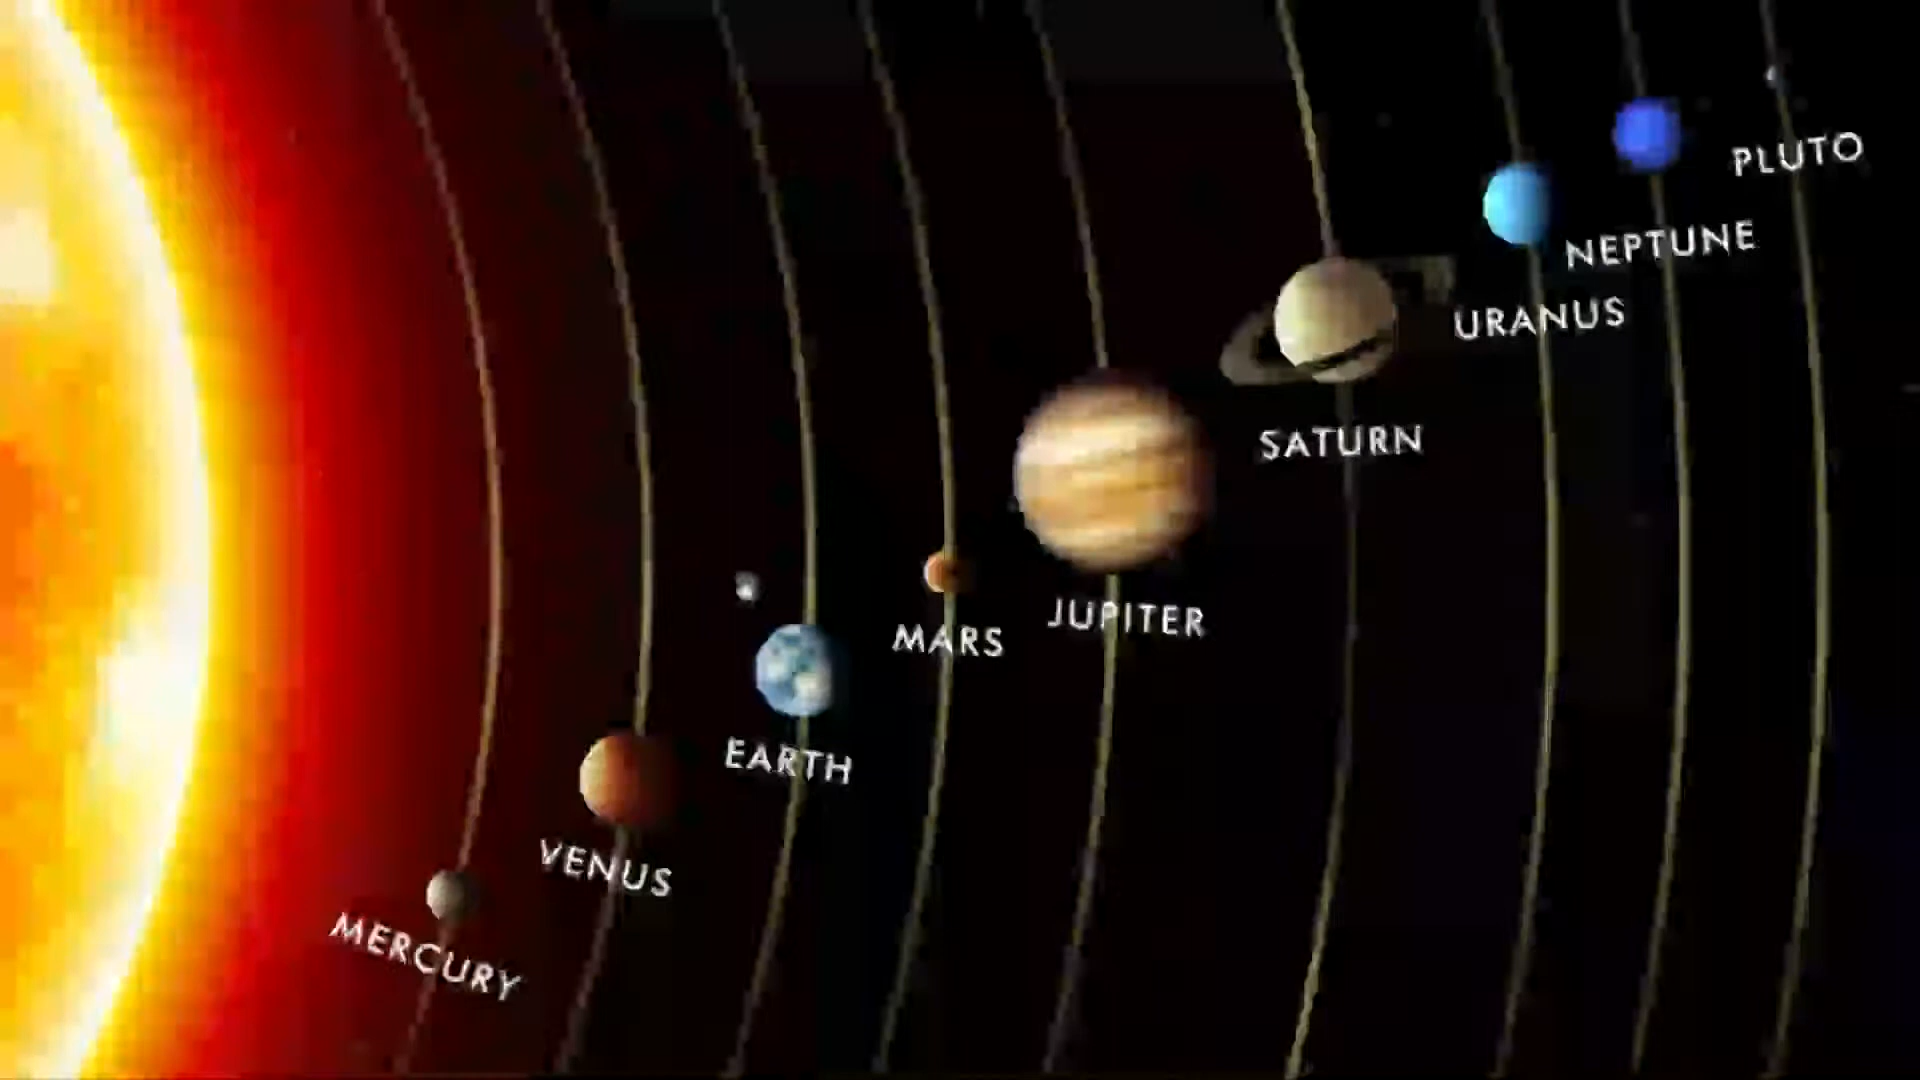 MERCURY
VENUS
EARTH
MARS
JUPITER
SATURN
URANUS
NEPTUNE
PLUTO